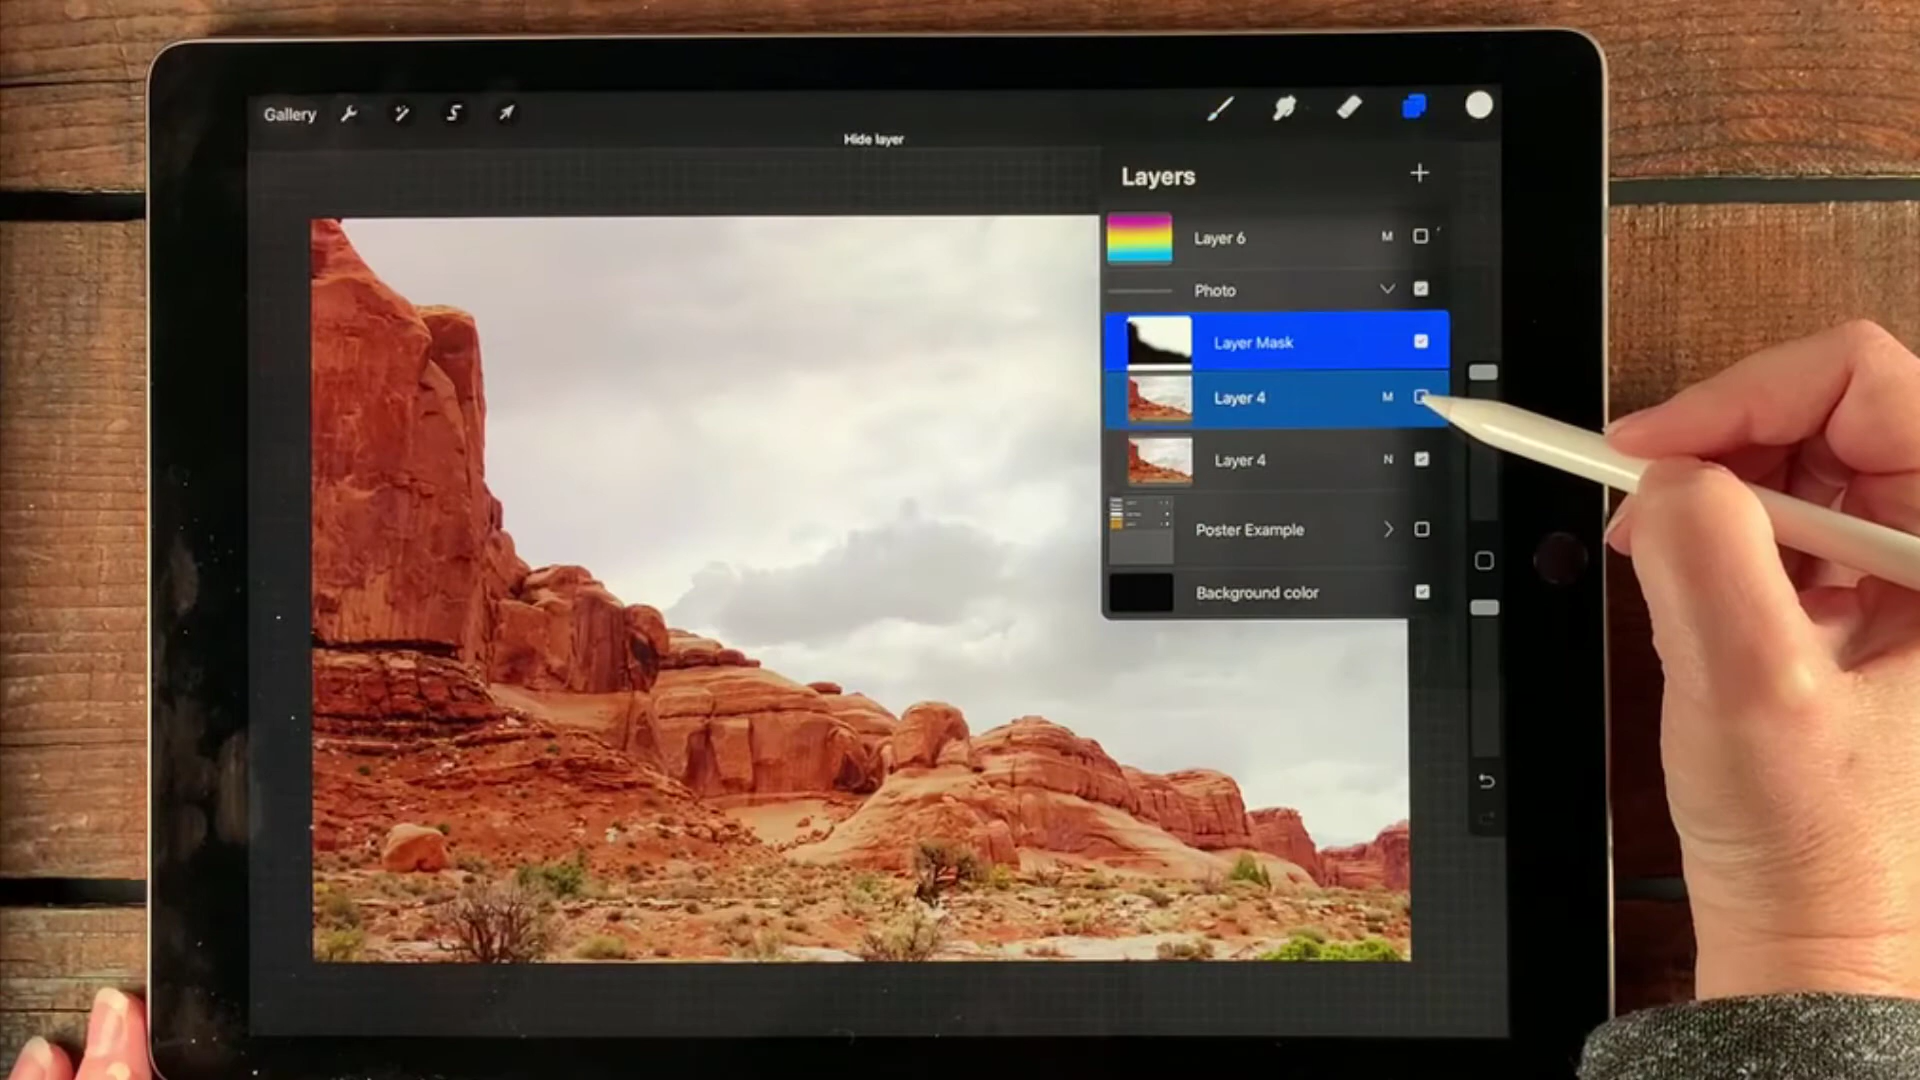 Gallery
Hide layer
Layers
Layer 6 M
Photo
Layer Mask
Layer 4 M
Layer 4 N
Poster Example
Background color